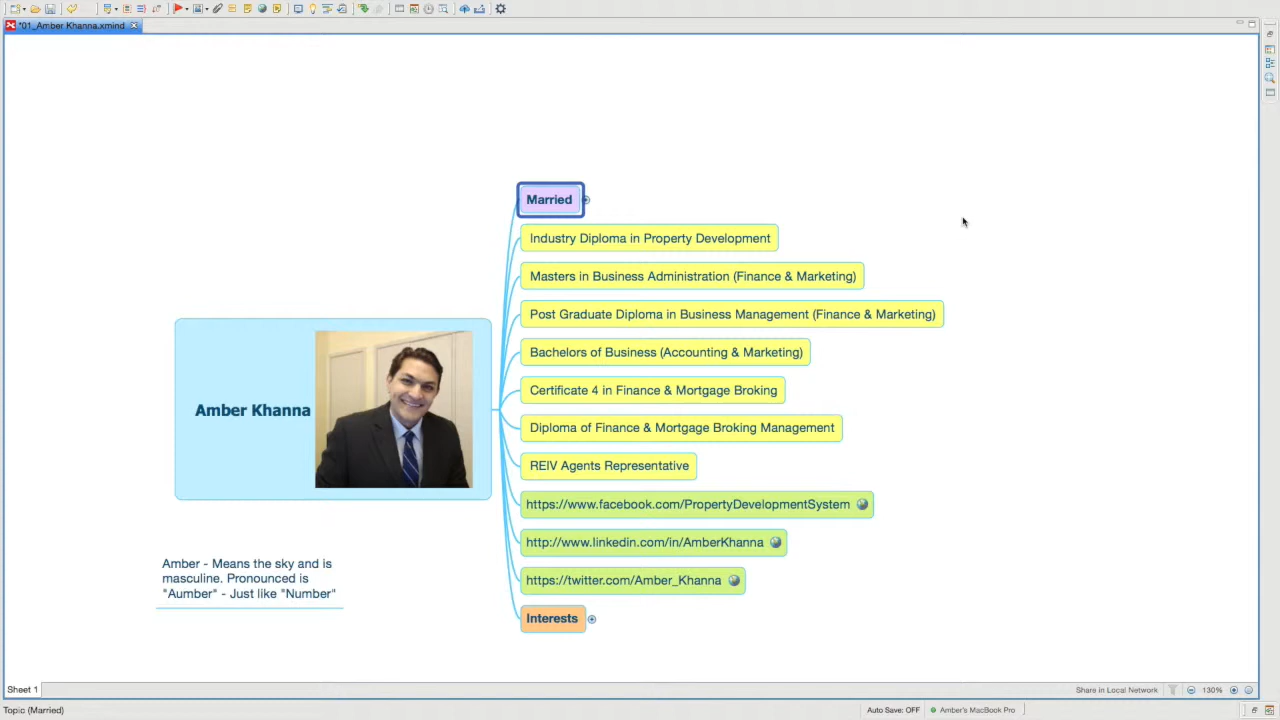 *01_Amber Khanna.xmind
Married
Industry Diploma in Property Development
Masters in Business Administration (Finance & Marketing)
Post Graduate Diploma in Business Management (Finance & Marketing)
Bachelors of Business (Accounting & Marketing)
Certificate 4 in Finance & Mortgage Broking
Amber Khanna
Diploma of Finance & Mortgage Broking Management
REIV Agents Representative
https://www.facebook.com/PropertyDevelopmentSystem
http://www.linkedin.com/in/AmberKhanna
https://twitter.com/Amber_Khanna
Interests
Amber - Means the sky and is
masculine. Pronounced is
"Aumber" - Just like "Number"
Sheet 1
Share in Local Network
130%
Topic (Married)
Auto Save: OFF
Amber's MacBook Pro